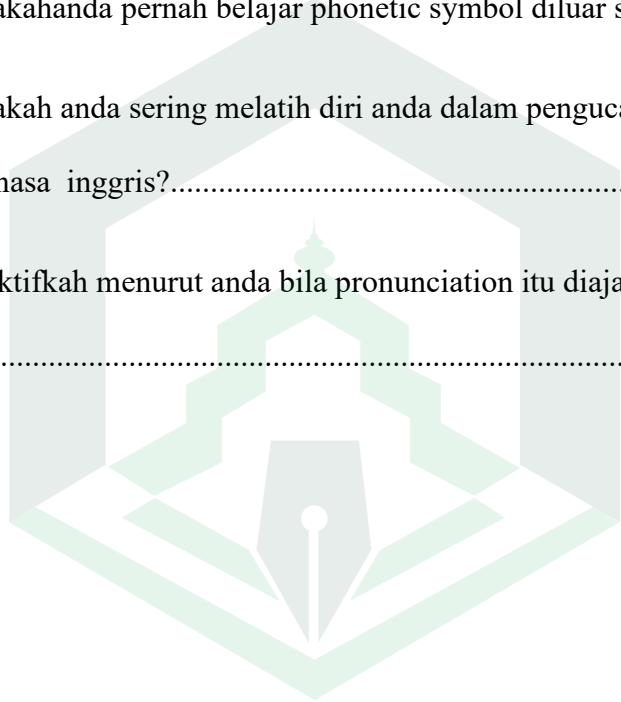 akahanda pernah belajar phonetic symbol diluar s
akah anda sering melatih diri anda dalam penguca
hasa inggris?........................................................
ktifkah menurut anda bila pronunciation itu diaja
..............................................................................